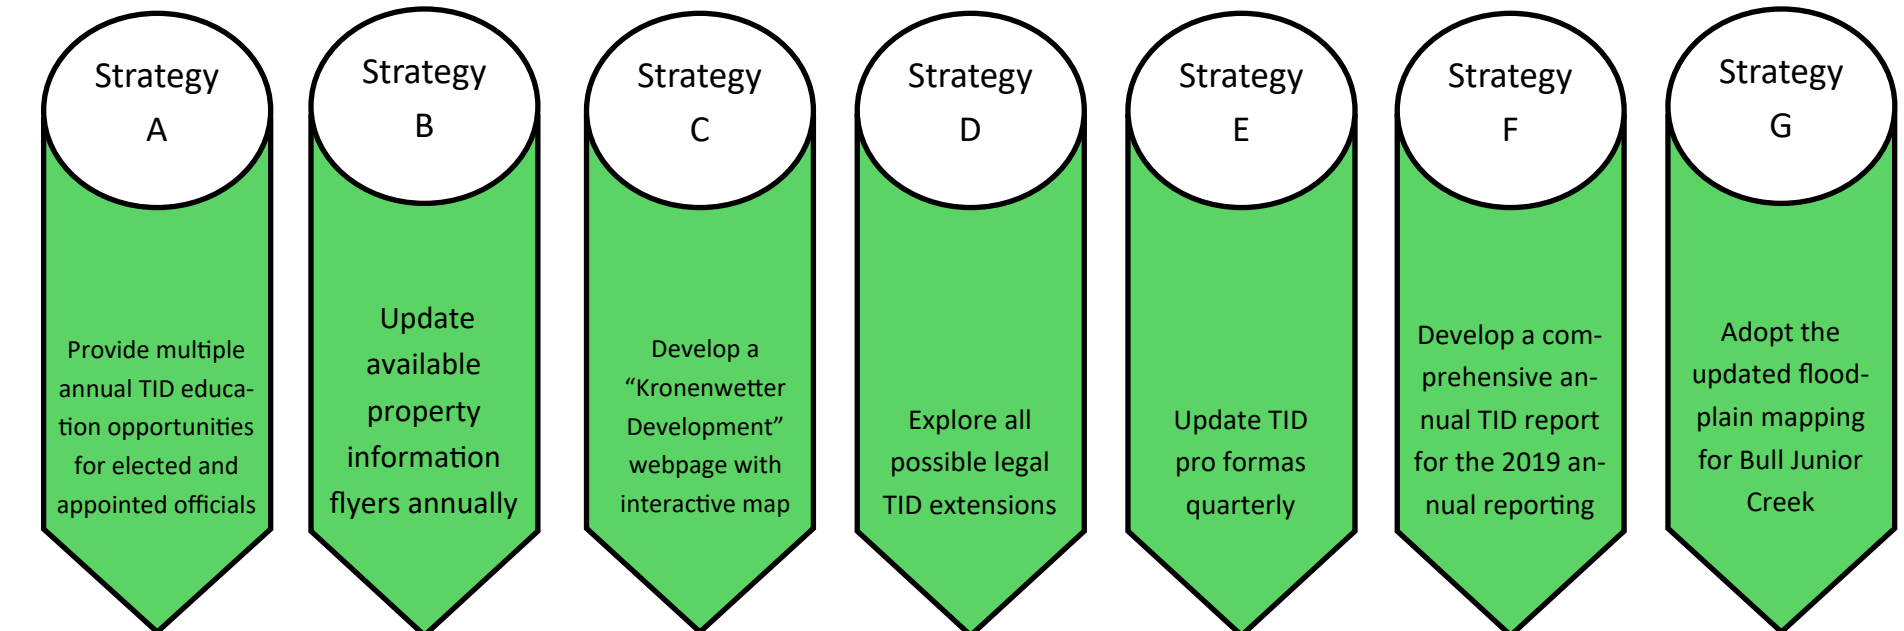 Strategy
A
Provide multiple
annual TID educa-
tion opportunities
for elected and
appointed officials
Strategy
B
Update
available
property
information
flyers annually
Strategy
C
Develop a
“Kronenwetter
Development”
webpage with
interactive map
Strategy
D
Explore all
possible legal
TID extensions
Strategy
E
Update TID
pro formas
quarterly
Strategy
F
Develop a com-
prehensive an-
nual TID report
for the 2019 an-
nual reporting
Strategy
G
Adopt the
updated flood-
plain mapping
for Bull Junior
Creek